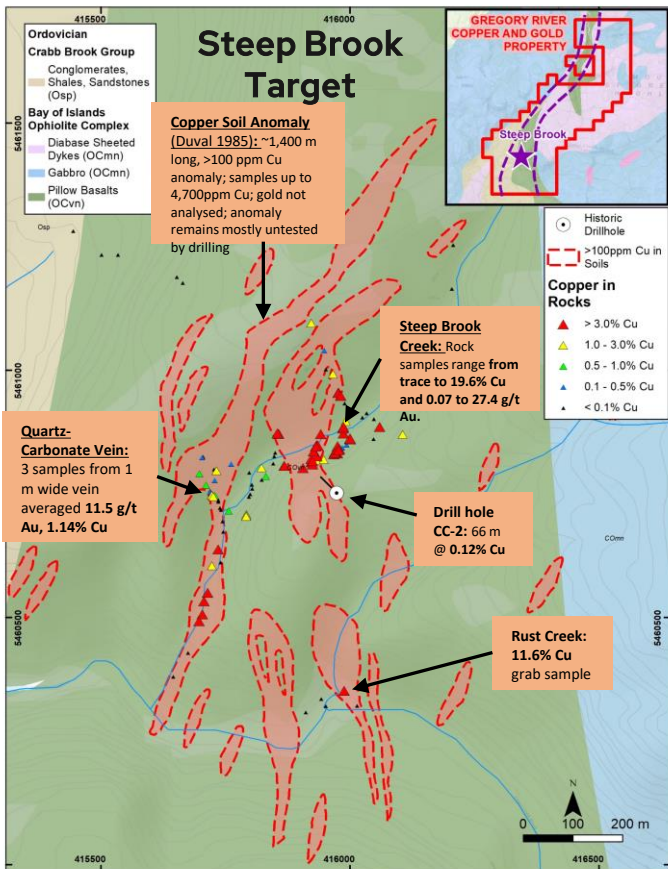 416000
Steep Brook
Target
Ordovician
Crabb Brook Group
Conglomerates,
Shales, Sandstones
(Osp)
Bay of Islands
Ophiolite Complex
Diabase Sheeted
Dykes (OCmn)
Gabbro (OCmn)
Pillow Basalts
(OCvn)
GREGORY RIVER
COPPER AND GOLD
PROPERTY
Steep Brook
5461500
Copper Soil Anomaly
(Duval 1985): ~1,400 m
long, >100 ppm Cu
anomaly; samples up to
4,700ppm Cu; gold not
analysed; anomaly
remains mostly untested
by drilling
Osp
Historic
Drillhole
>100ppm Cu in
Soils
Copper in
Rocks
> 3.0% Cu
1.0 - 3.0% Cu
0.5 - 1.0% Cu
0.1 - 0.5% Cu
< 0.1% Cu
5461000
5461000
Steep Brook
Creek: Rock
samples range from
trace to 19.6% Cu
and 0.07 to 27.4 g/t
Au.
Quartz-
Carbonate Vein:
3 samples from 1
m wide vein
averaged 11.5 g/t
Au, 1.14% Cu
Drill hole
CC-2: 66 m
@ 0.12% Cu
COmn
5460500
5460500
Rust Creek:
11.6% Cu
grab sample
N
0 100 200 m
415500
416000
416500